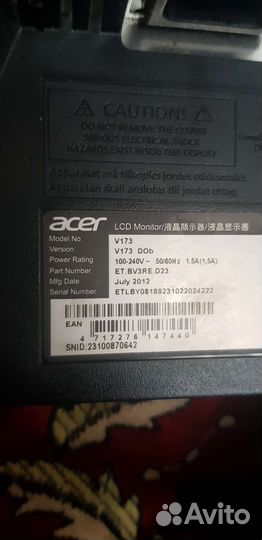 CAUTION!
DO NOT REMOVE THE COVER!
SERIOUS ELECTRICAL SHOCK
HAZARDS EXIST INSIDE THIS DISPLAY
Apparatet må tilkoples jordet stikkontakt.
Apparaten skall anslutas till jordat uttag.
acer LCD Monitor/液晶顯示器/液晶显示器
Model No. V173
Version V173 DOb
Power Rating 100-240V~ 50/60Hz 1.5A(1,5A)
Part Number ET.BV3RE.D23
Mfg Date July 2012
Serial Number ETLBY08189231022024222
EAN
4 717276 147440
SNID:23100870642
Avito